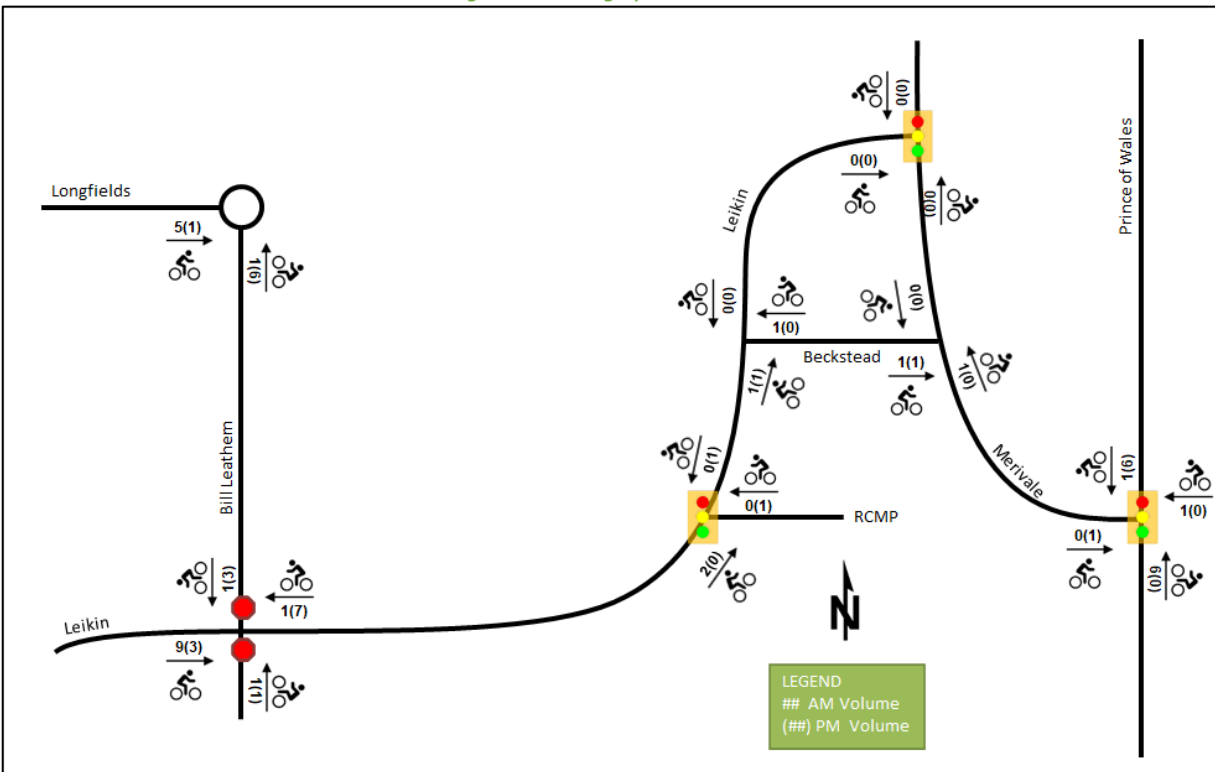 0(0)
Longfields
5(1)
1(6)
0(0)
0(0)
Leikin
Prince of Wales
0(0)
1(0)
0(0)
Beckstead
1(1)
1(1)
1(0)
Bill Leathem
0(1)
0(1)
RCMP
2(0)
Merivale
1(6)
1(0)
0(1)
6(0)
1(3)
1(7)
Leikin
9(3)
1(1)
N
LEGEND
## AM Volume
(##) PM Volume